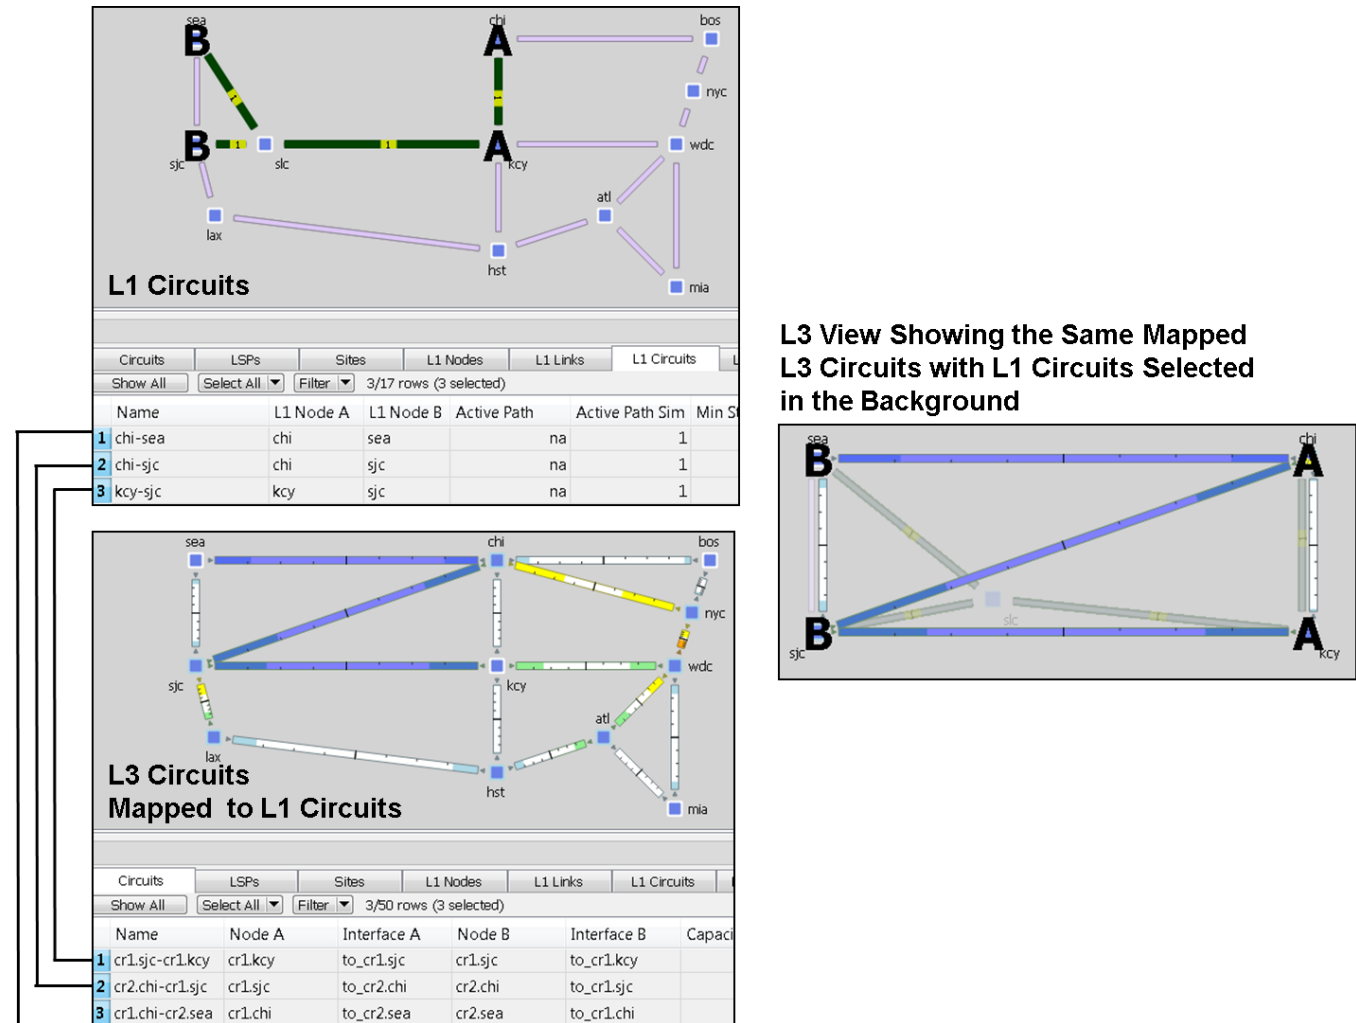 sea
chi
bos
B
A
nyc
1
1
B
1
1
A
wdc
sjc
slc
kcy
atl
lax
hst
mia
L1 Circuits
Circuits LSPs Sites L1 Nodes L1 Links L1 Circuits L
Show All Select All Filter 3/17 rows (3 selected)
Name L1 Node A L1 Node B Active Path Active Path Sim Min St
1 chi-sea chi sea na 1
2 chi-sjc chi sjc na 1
3 kcy-sjc kcy sjc na 1
L3 View Showing the Same Mapped
L3 Circuits with L1 Circuits Selected
in the Background
sea
chi
B
A
slc
B
A
sjc
kcy
sea
chi
bos
nyc
wdc
sjc
kcy
atl
lax
hst
mia
L3 Circuits
Mapped to L1 Circuits
Circuits LSPs Sites L1 Nodes L1 Links L1 Circuits
Show All Select All Filter 3/50 rows (3 selected)
Name Node A Interface A Node B Interface B Capaci
1 cr1.sjc-cr1.kcy cr1.kcy to_cr1.sjc cr1.sjc to_cr1.kcy
2 cr2.chi-cr1.sjc cr1.sjc to_cr2.chi cr2.chi to_cr1.sjc
3 cr1.chi-cr2.sea cr1.chi to_cr2.sea cr2.sea to_cr1.chi